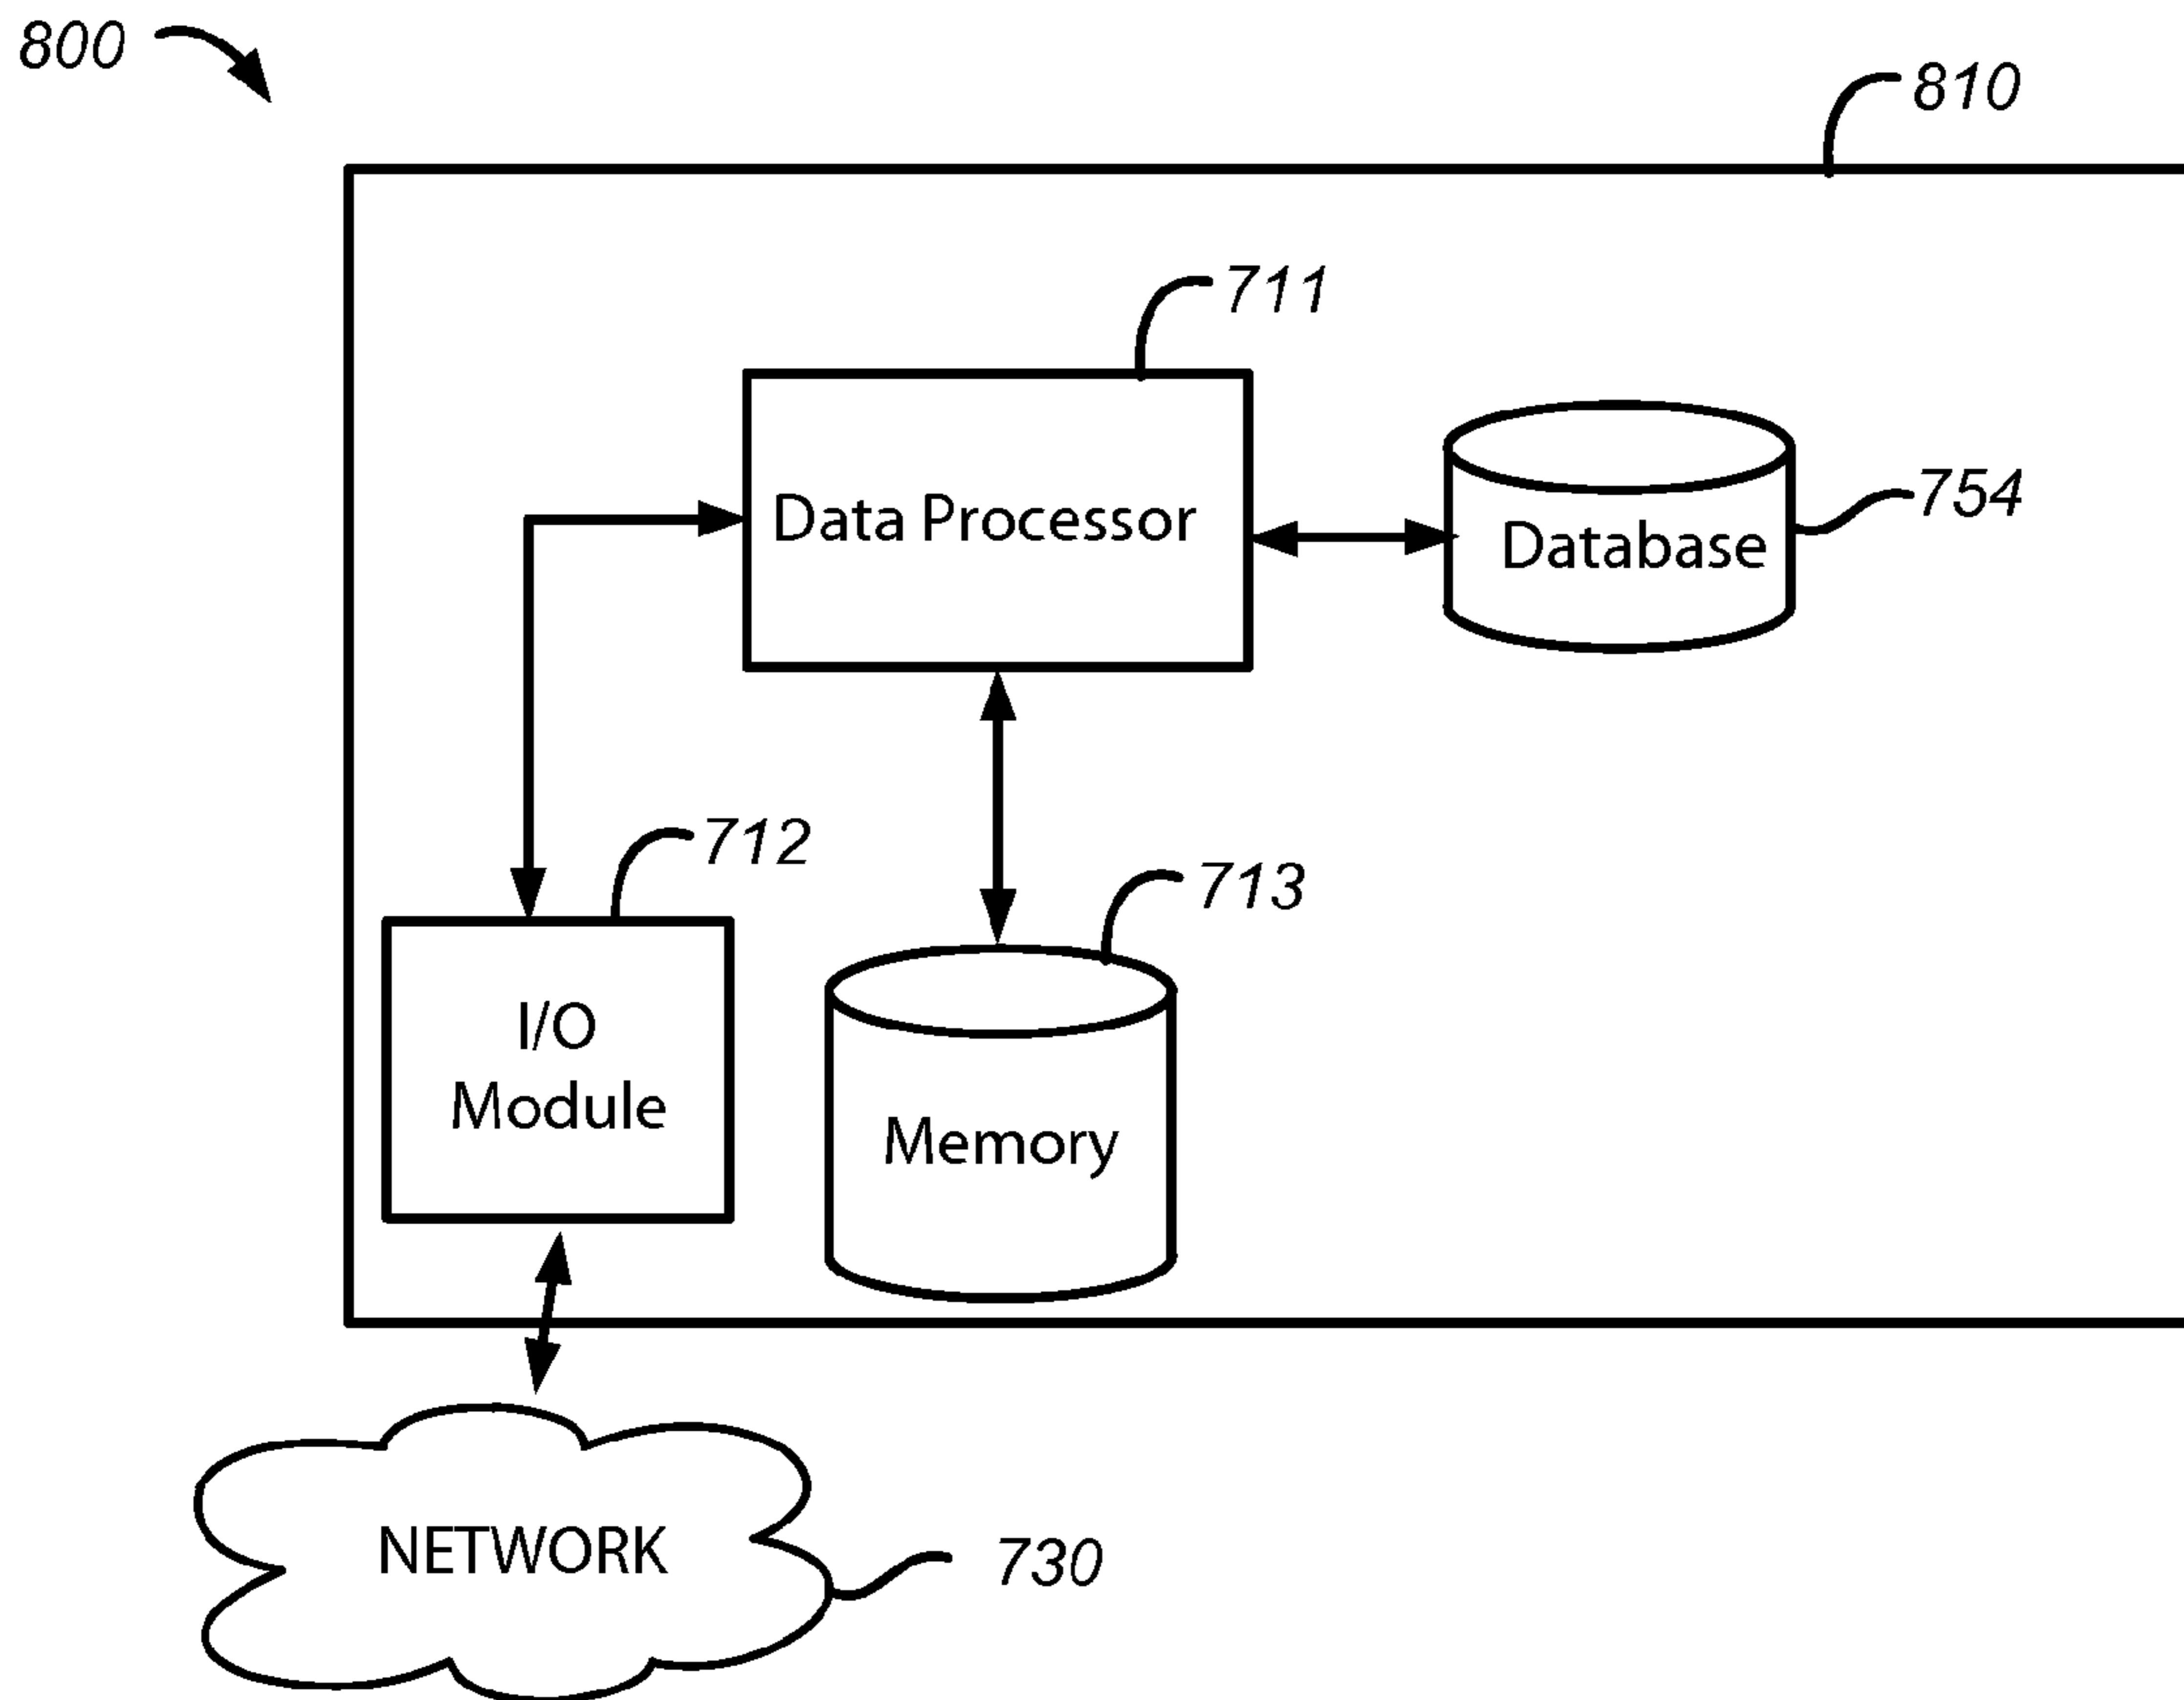 800
810
711
Data Processor
754
Database
712
713
I/O
Module
Memory
NETWORK
730